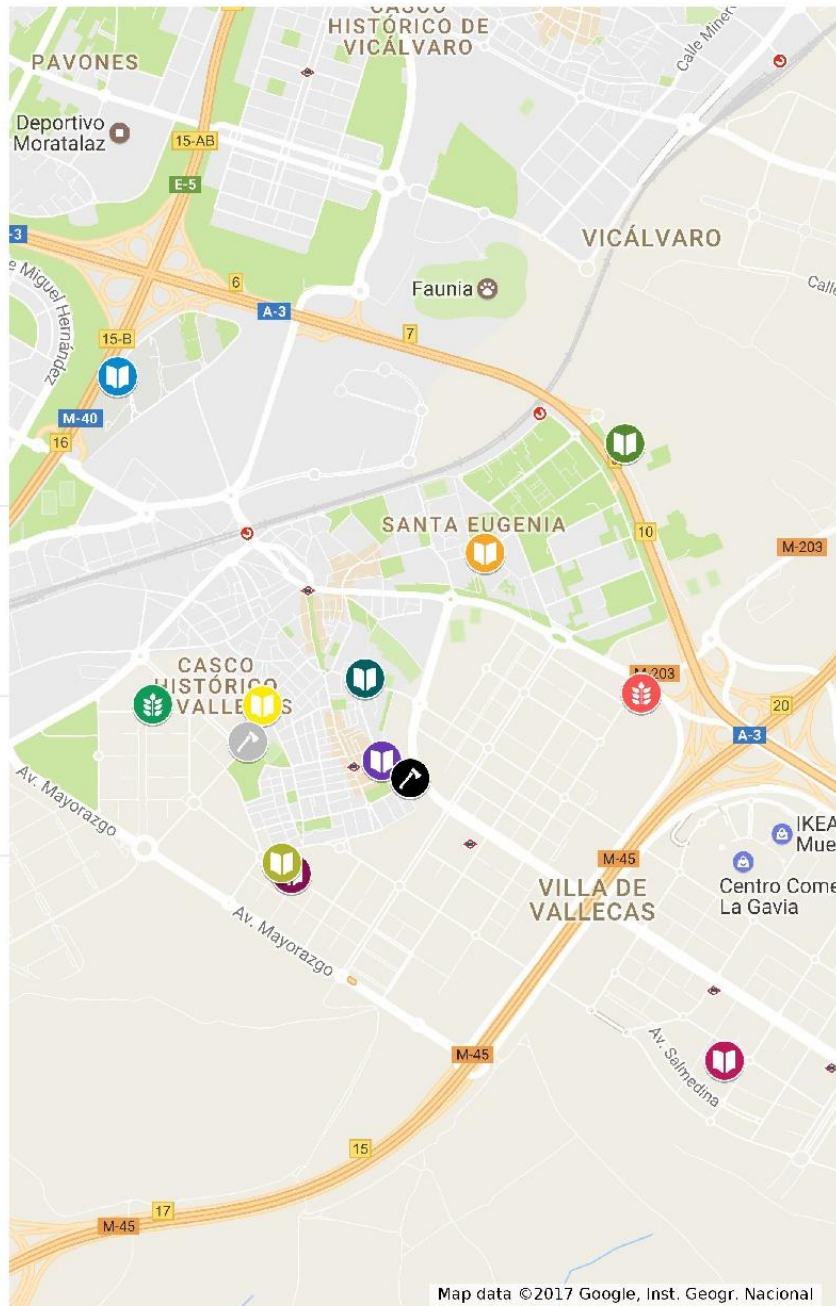 CASCO
HISTÓRICO DE
VICÁLVARO
PAVONES
Calle Miner
Deportivo
Moratalaz
15-AB
E-5
-3
VICÁLVARO
e Miguel Hernández
6
Faunia
Calle
A-3
7
15-B
M-40
16
SANTA EUGENIA
10
M-203
CASCO
HISTÓRICO
VALLECAS
M-203
20
A-3
Av. Mayorazgo
IKEA
Mue
M-45
VILLA DE
VALLECAS
Centro Come
La Gavia
Av. Mayorazgo
M-45
Av. Salmedina
15
17
M-45
Map data ©2017 Google, Inst. Geogr. Nacional